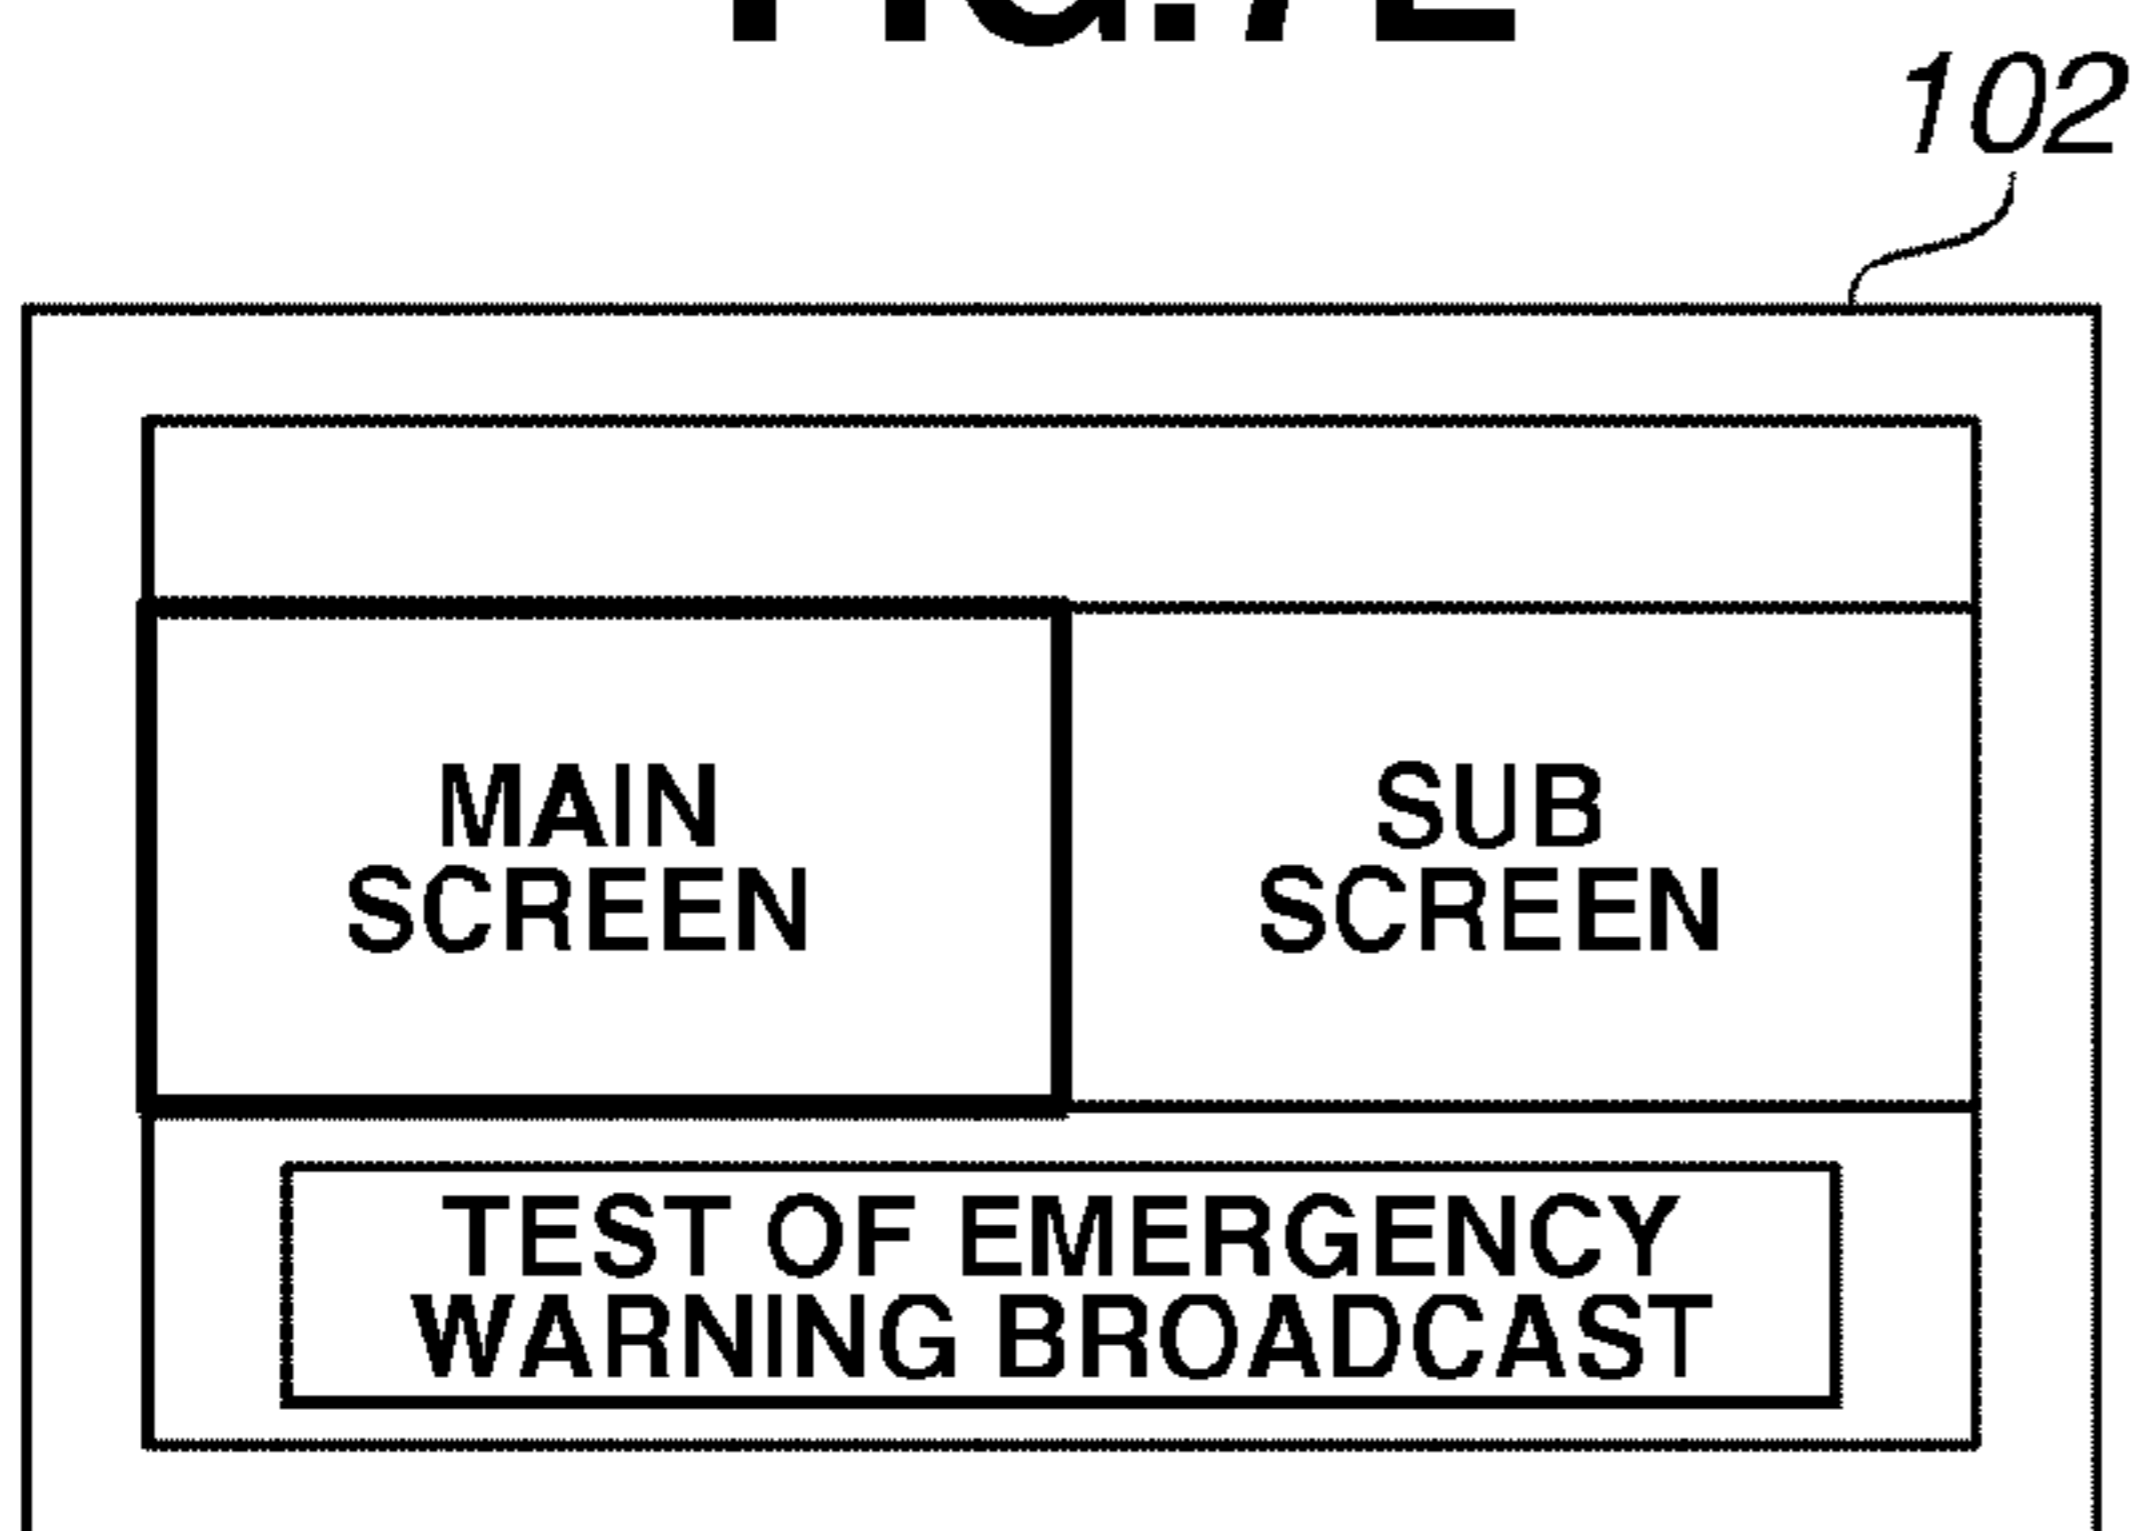 102
MAIN
SCREEN
SUB
SCREEN
TEST OF EMERGENCY
WARNING BROADCAST